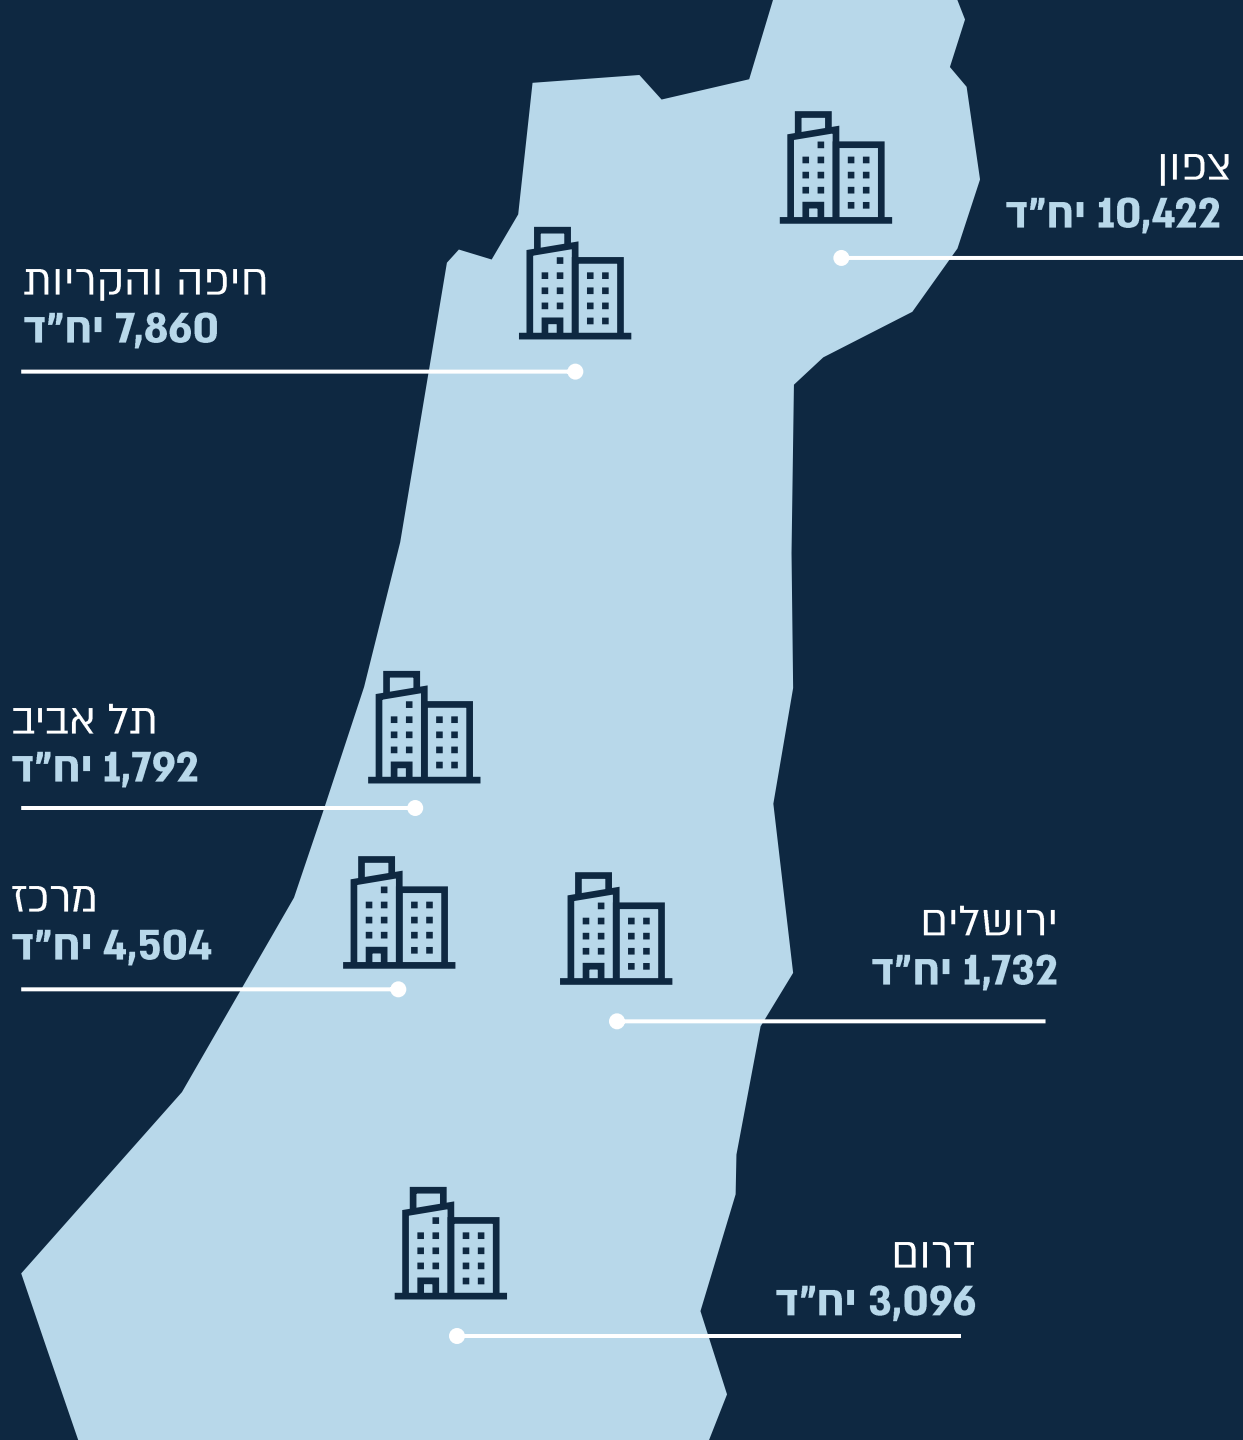 צפון
10,422 יח"ד
חיפה והקריות
7,860 יח"ד
תל אביב
1,792 יח"ד
מרכז
4,504 יח"ד
ירושלים
1,732 יח"ד
דרום
3,096 יח"ד